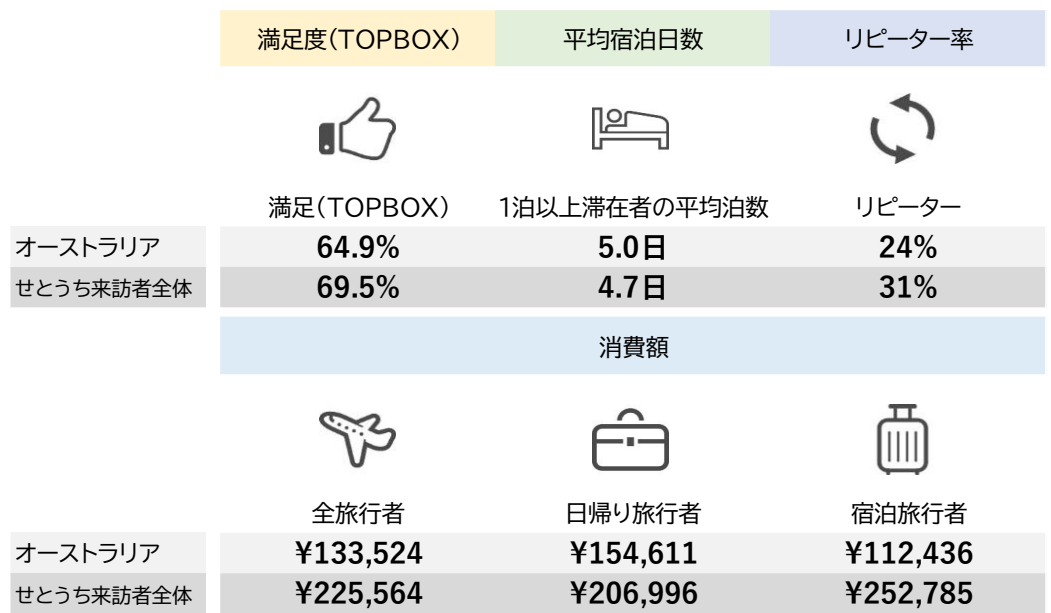 満足度(TOPBOX) 平均宿泊日数 リピーター率
満足(TOPBOX) 1泊以上滞在者の平均泊数 リピーター
オーストラリア 64.9% 5.0日 24%
せとうち来訪者全体 69.5% 4.7日 31%
消費額
全旅行者 日帰り旅行者 宿泊旅行者
オーストラリア ¥133,524 ¥154,611 ¥112,436
せとうち来訪者全体 ¥225,564 ¥206,996 ¥252,785